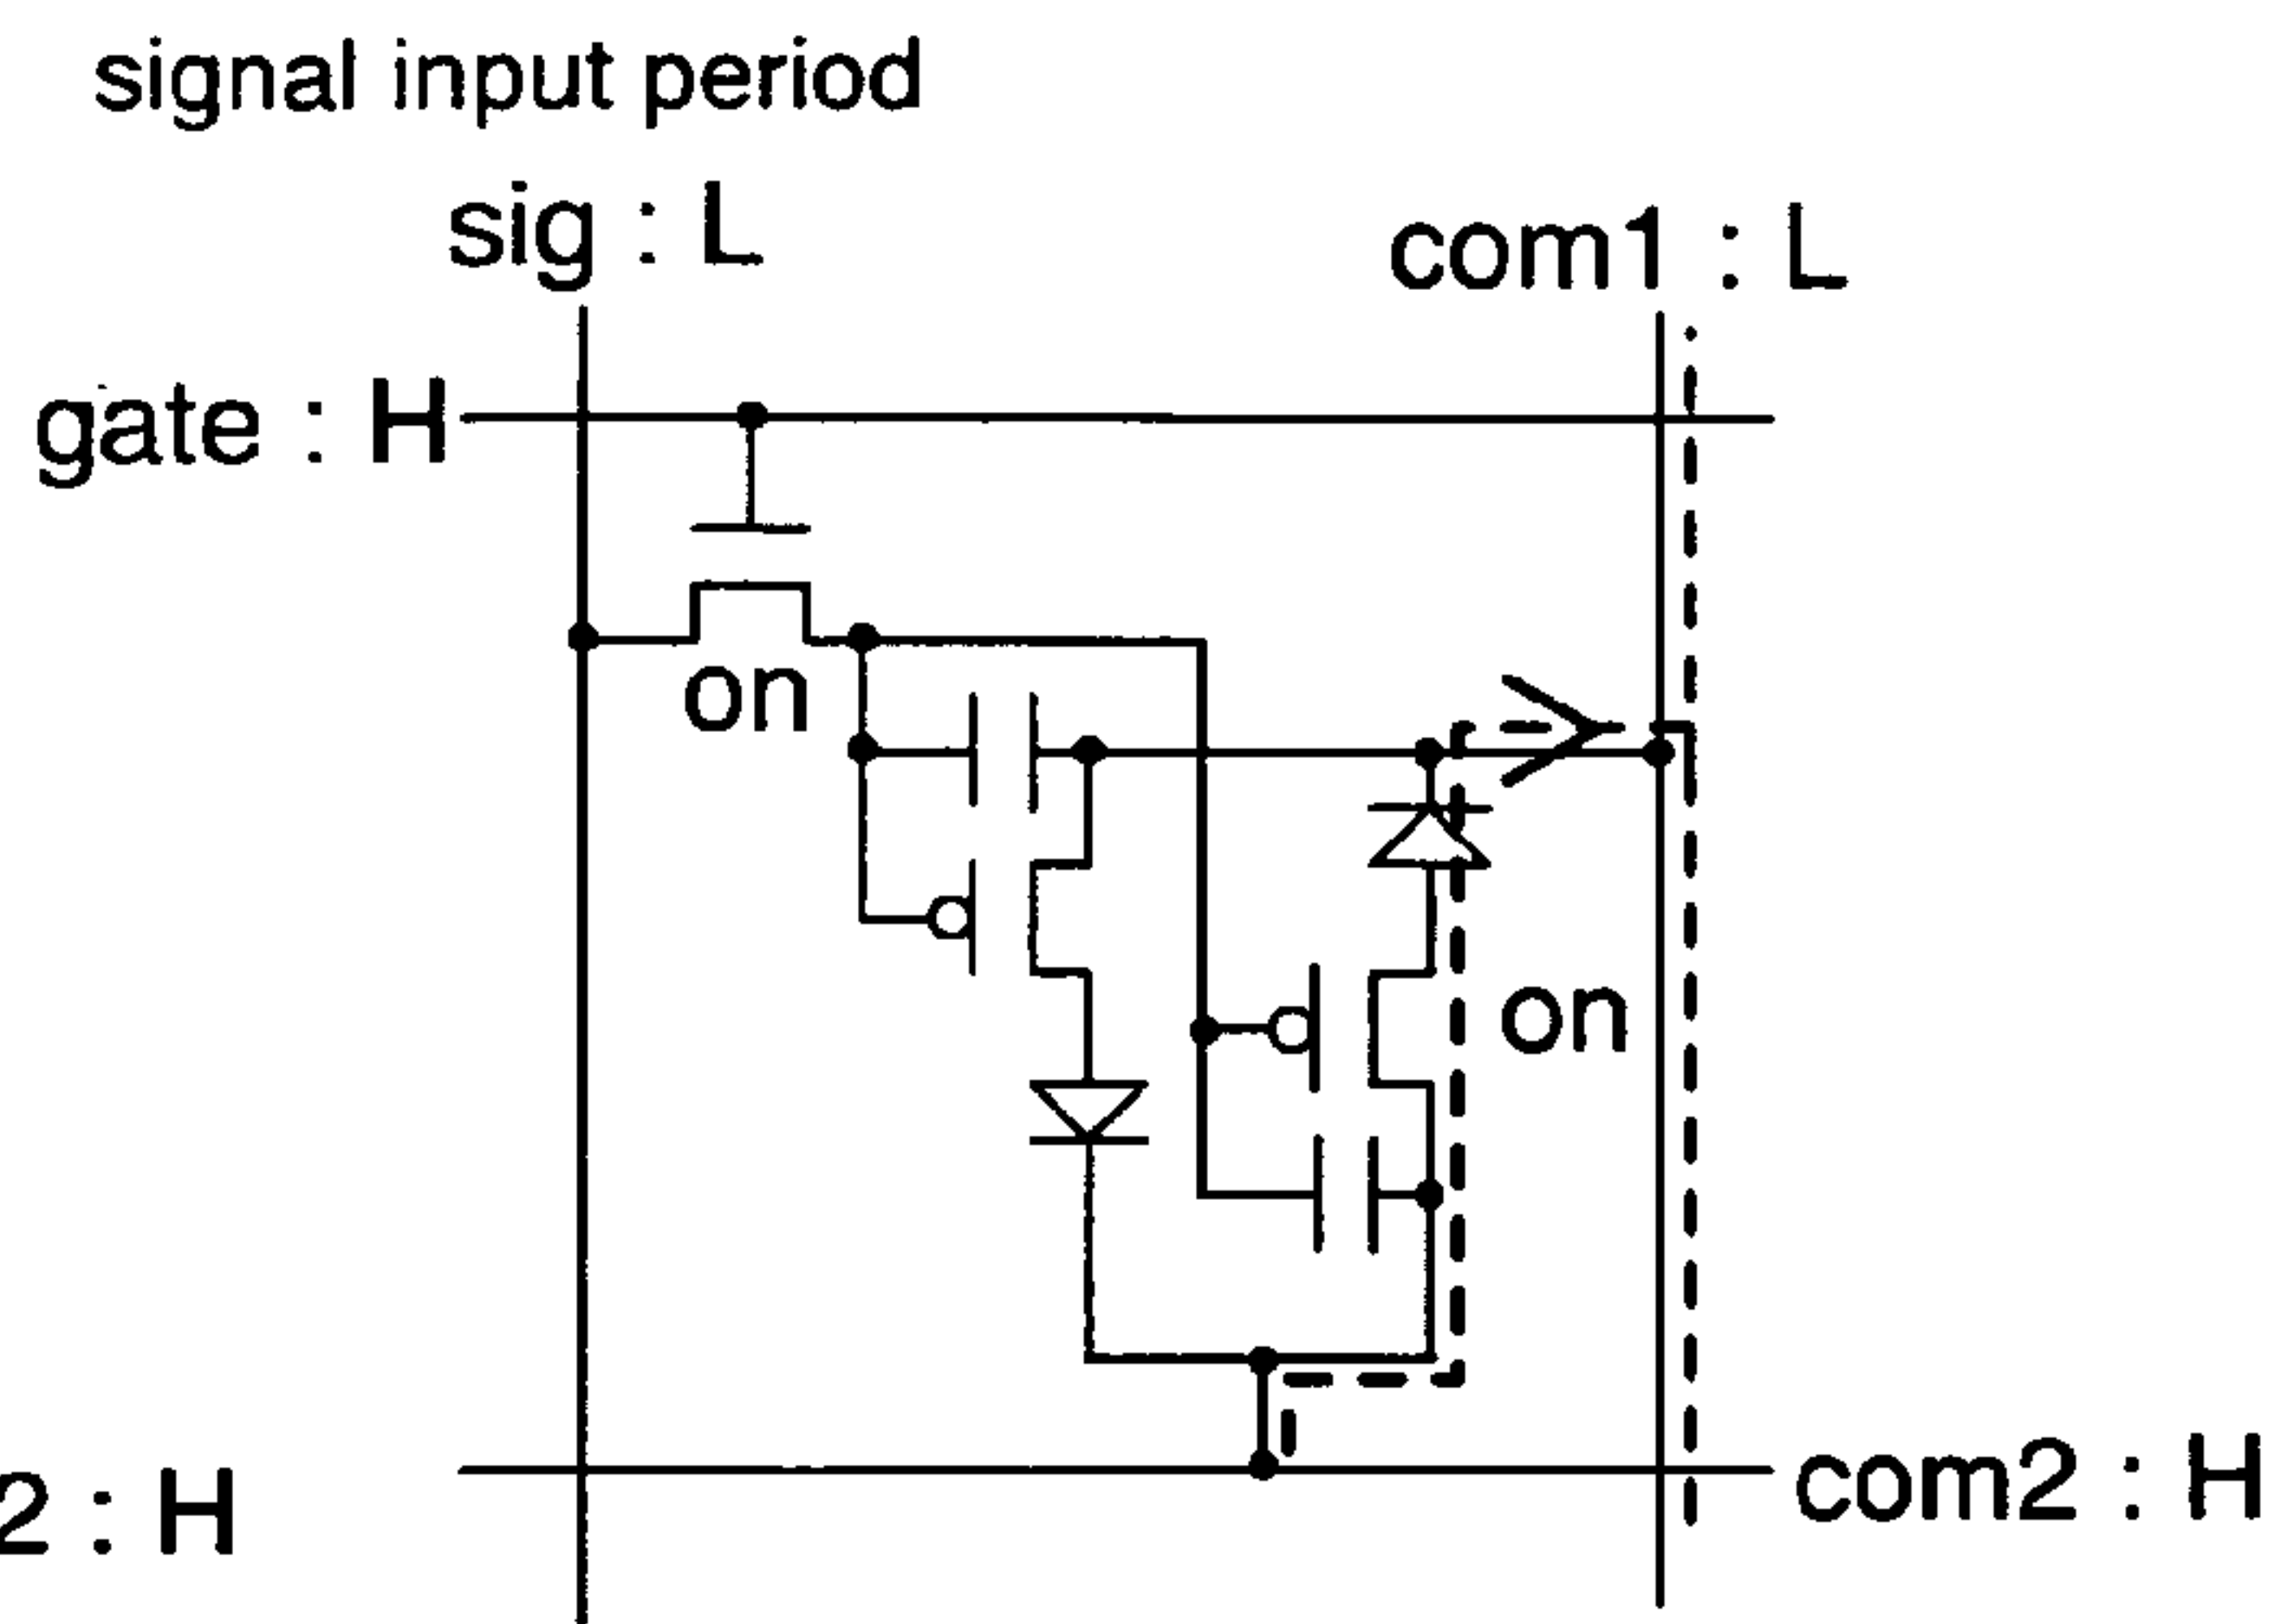 signal input period
sig : L
com1 : L
gate : H
on
on
2 : H
com2 : H